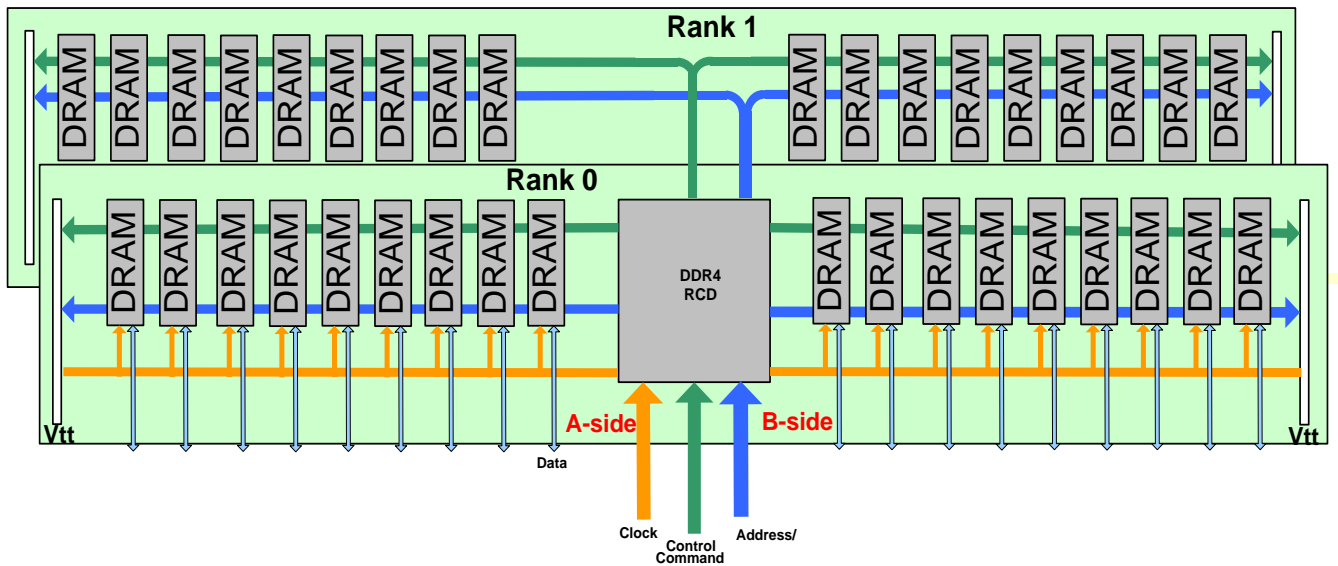 Rank 1
DRAM DRAM DRAM DRAM DRAM DRAM DRAM DRAM DRAM DRAM DRAM DRAM DRAM DRAM DRAM DRAM DRAM DRAM
Rank 0
DRAM DRAM DRAM DRAM DRAM DRAM DRAM DRAM DRAM DRAM DRAM DRAM DRAM DRAM DRAM DRAM DRAM DRAM
DDR4
RCD
A-side B-side
Vtt Vtt
Data
Clock
Control
Command
Address/